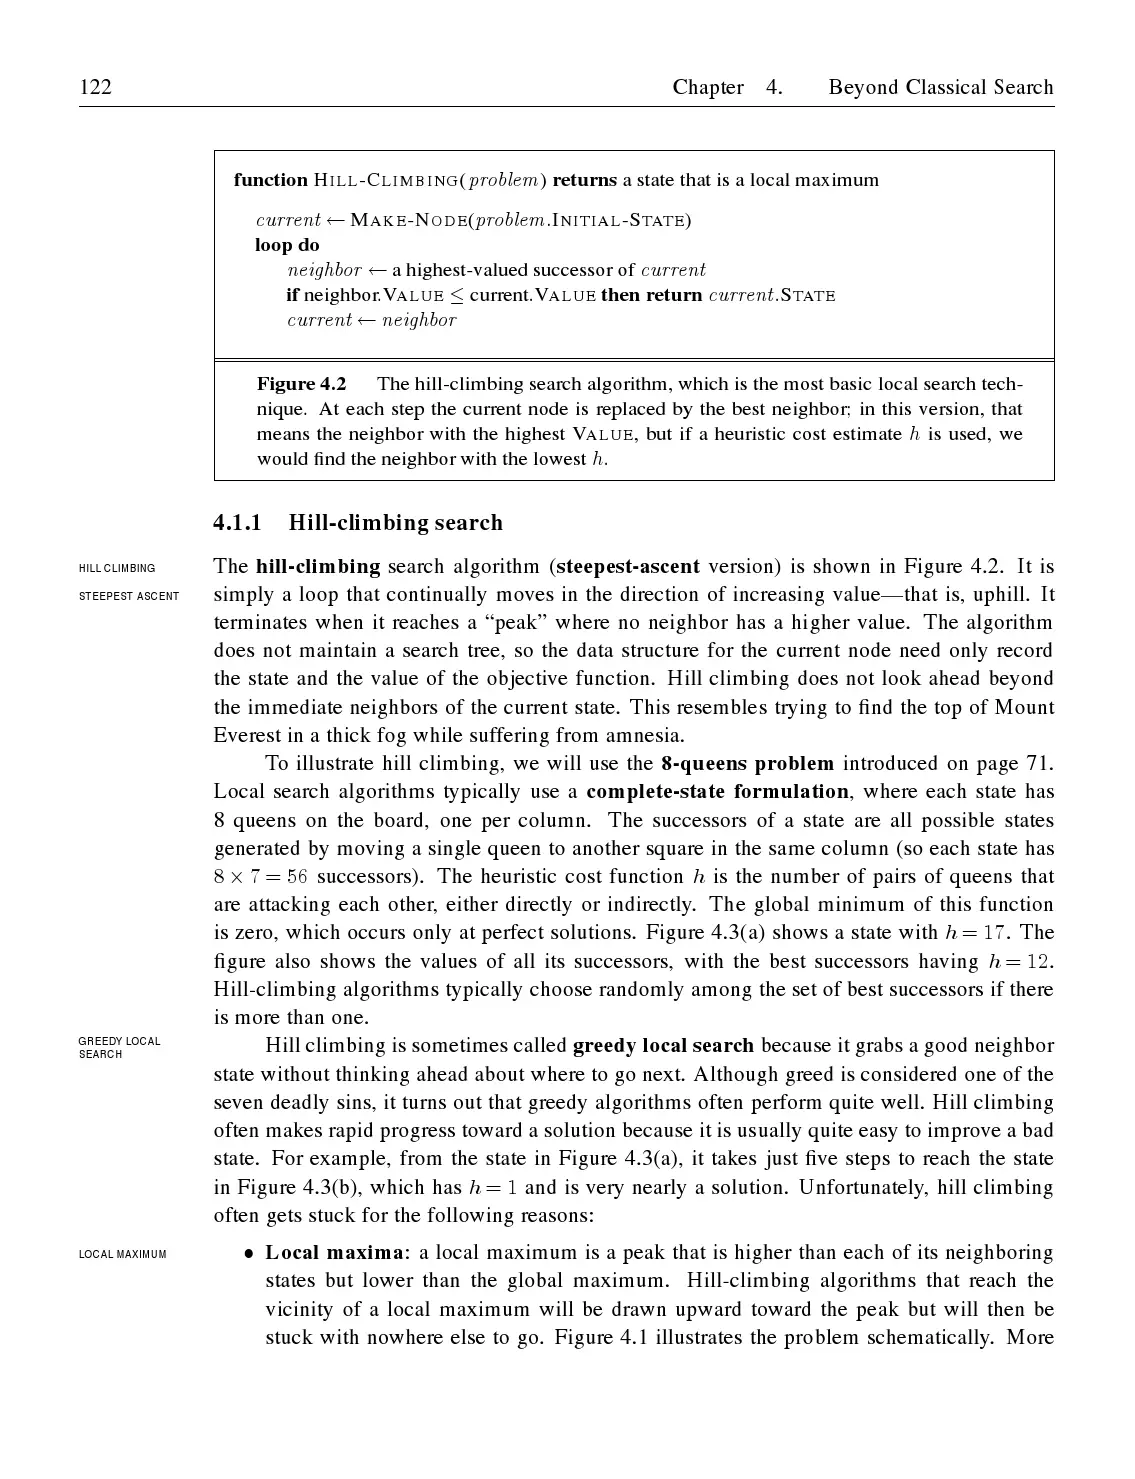 122 Chapter 4. Beyond Classical Search
function HILL-CLIMBING(problem) returns a state that is a local maximum
current ← MAKE-NODE(problem.INITIAL-STATE)
loop do
neighbor ← a highest-valued successor of current
if neighbor.VALUE ≤ current.VALUE then return current.STATE
current ← neighbor
Figure 4.2 The hill-climbing search algorithm, which is the most basic local search tech-
nique. At each step the current node is replaced by the best neighbor; in this version, that
means the neighbor with the highest VALUE, but if a heuristic cost estimate h is used, we
would find the neighbor with the lowest h.
4.1.1 Hill-climbing search
HILL CLIMBING
The hill-climbing search algorithm (steepest-ascent version) is shown in Figure 4.2. It is
STEEPEST ASCENT
simply a loop that continually moves in the direction of increasing value—that is, uphill. It
terminates when it reaches a “peak” where no neighbor has a higher value. The algorithm
does not maintain a search tree, so the data structure for the current node need only record
the state and the value of the objective function. Hill climbing does not look ahead beyond
the immediate neighbors of the current state. This resembles trying to find the top of Mount
Everest in a thick fog while suffering from amnesia.
To illustrate hill climbing, we will use the 8-queens problem introduced on page 71.
Local search algorithms typically use a complete-state formulation, where each state has
8 queens on the board, one per column. The successors of a state are all possible states
generated by moving a single queen to another square in the same column (so each state has
8 × 7 = 56 successors). The heuristic cost function h is the number of pairs of queens that
are attacking each other, either directly or indirectly. The global minimum of this function
is zero, which occurs only at perfect solutions. Figure 4.3(a) shows a state with h = 17. The
figure also shows the values of all its successors, with the best successors having h = 12.
Hill-climbing algorithms typically choose randomly among the set of best successors if there
is more than one.
GREEDY LOCAL
SEARCH
Hill climbing is sometimes called greedy local search because it grabs a good neighbor
state without thinking ahead about where to go next. Although greed is considered one of the
seven deadly sins, it turns out that greedy algorithms often perform quite well. Hill climbing
often makes rapid progress toward a solution because it is usually quite easy to improve a bad
state. For example, from the state in Figure 4.3(a), it takes just five steps to reach the state
in Figure 4.3(b), which has h = 1 and is very nearly a solution. Unfortunately, hill climbing
often gets stuck for the following reasons:
LOCAL MAXIMUM
• Local maxima: a local maximum is a peak that is higher than each of its neighboring
states but lower than the global maximum. Hill-climbing algorithms that reach the
vicinity of a local maximum will be drawn upward toward the peak but will then be
stuck with nowhere else to go. Figure 4.1 illustrates the problem schematically. More